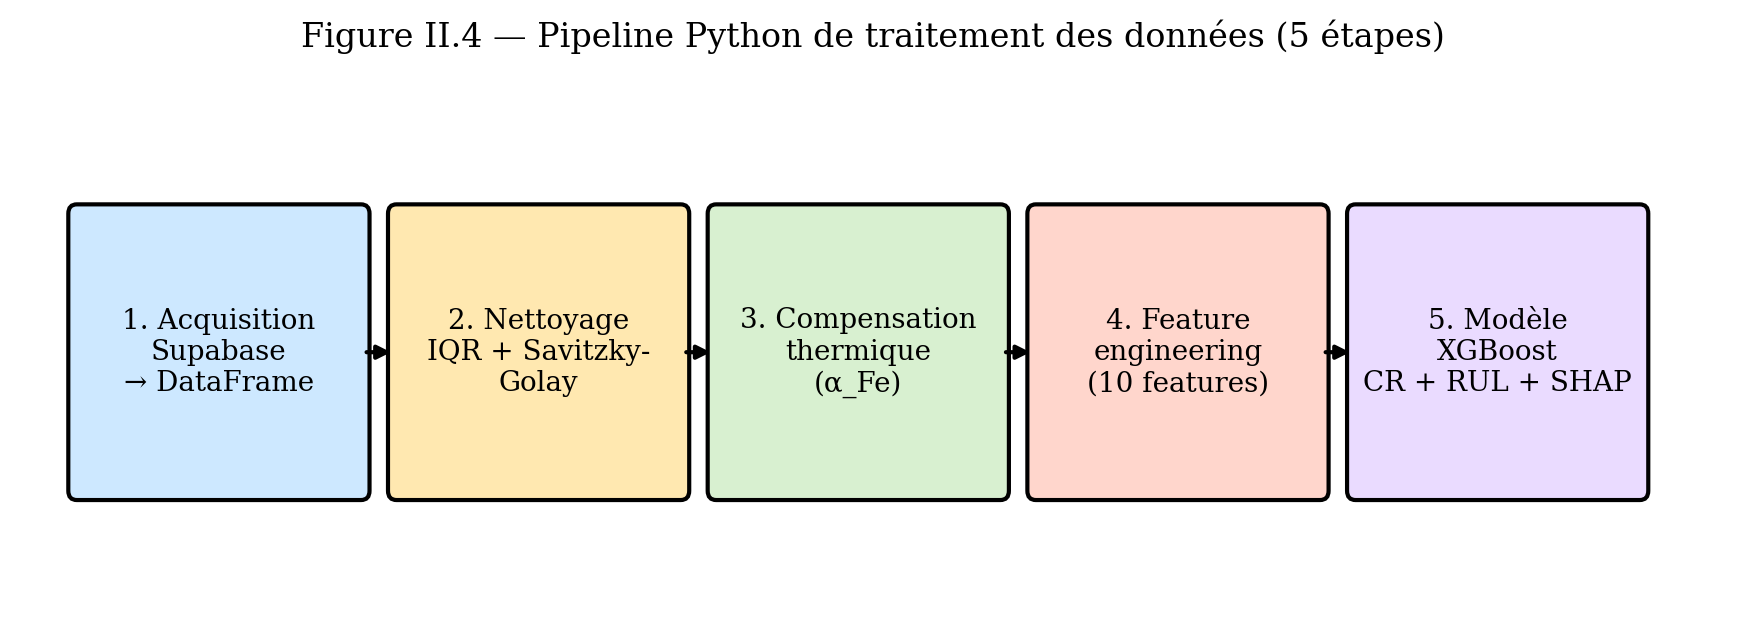 Figure II.4 — Pipeline Python de traitement des données (5 étapes)
1. Acquisition
Supabase
→ DataFrame
2. Nettoyage
IQR + Savitzky-
Golay
3. Compensation
thermique
(α_Fe)
4. Feature
engineering
(10 features)
5. Modèle
XGBoost
CR + RUL + SHAP